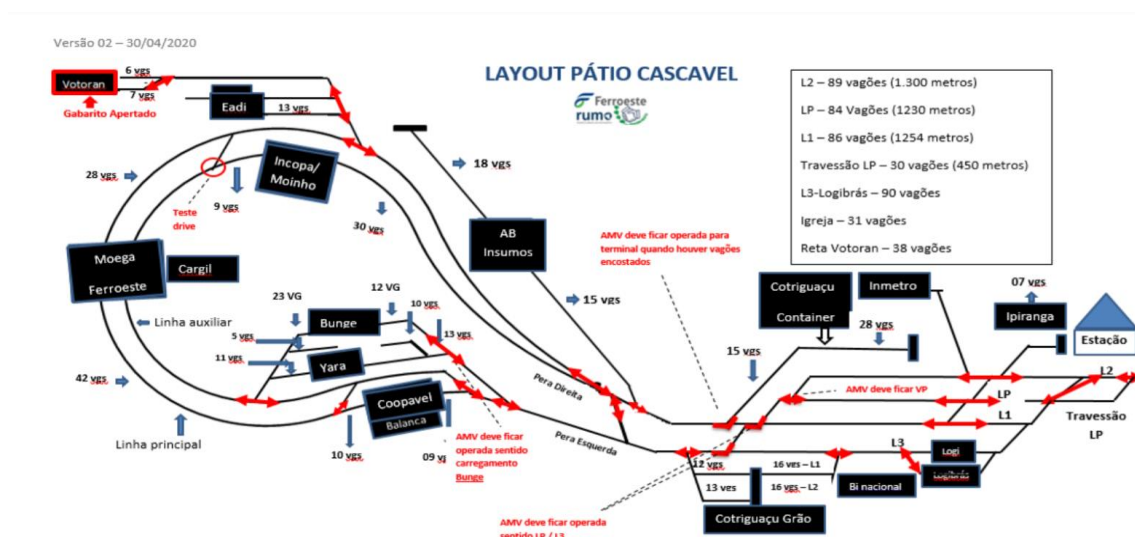 Versão 02 – 30/04/2020
LAYOUT PÁTIO CASCAVEL
Ferroeste
rumo
L2 – 89 vagões (1.300 metros)
LP – 84 Vagões (1230 metros)
L1 – 86 vagões (1254 metros)
Travessão LP – 30 vagões (450 metros)
L3-Logibrás – 90 vagões
Igreja – 31 vagões
Reta Votoran – 38 vagões
Votoran
6 vgs
7 vgs
Gabarito Apertado
Eadi
13 vgs
Incopa/
Moinho
28 vgs
9 vgs
Teste
drive
30 vgs
18 vgs
AB
Insumos
15 vgs
AMV deve ficar operada para
terminal quando houver vagões
encostados
Moega
Ferroeste
Cargil
Linha auxiliar
42 vgs
Linha principal
23 VG
12 VG
Bunge
5 vgs
11 vgs
Yara
10 vgs
13 vgs
Coopavel
Balanca
10 vgs
AMV deve ficar
operada sentido
carregamento
Bunge
Pera Direita
Pera Esquerda
Cotriguaçu
Container
Inmetro
07 vgs
Ipiranga
Estação
28 vgs
15 vgs
AMV deve ficar VP
L2
LP
L1
Travessão
LP
L3
Logi
Logibrás
12 vgs
16 vgs – L1
13 vgs
16 vgs – L2
Bi nacional
Cotriguaçu Grão
AMV deve ficar operada
sentido LP / L3